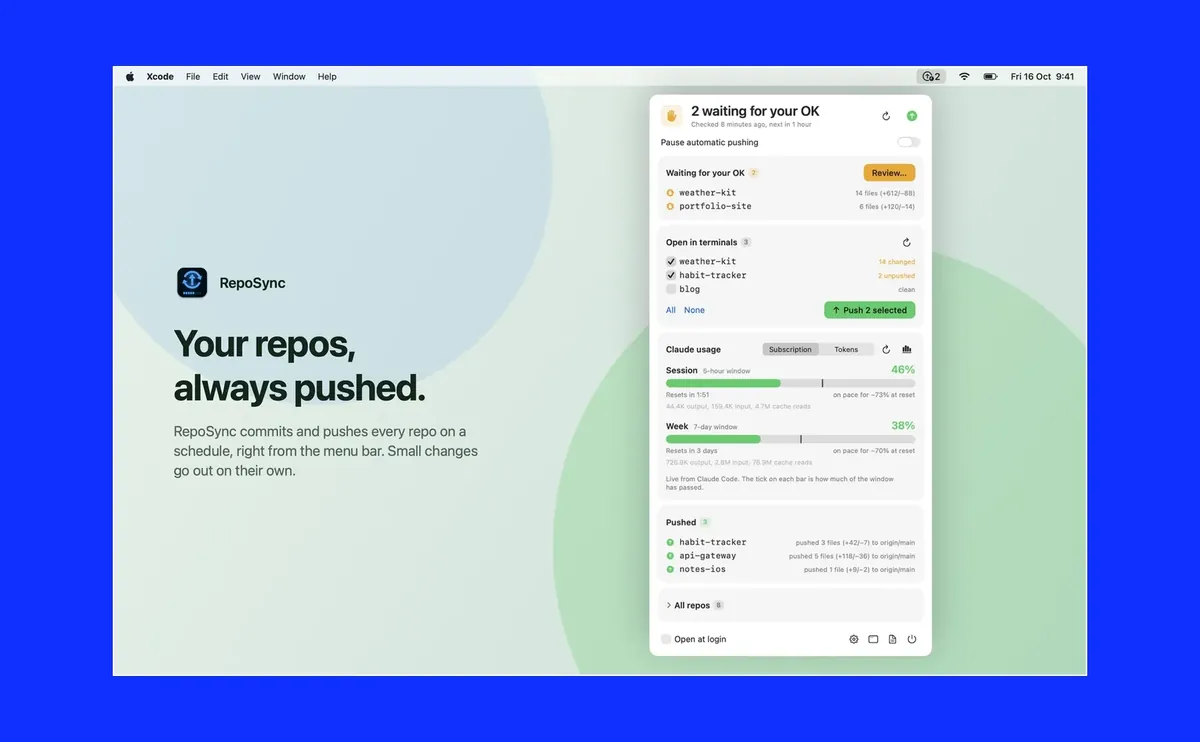 Xcode File Edit View Window Help
2 Fri 16 Oct 9:41
RepoSync
Your repos,
always pushed.
RepoSync commits and pushes every repo on a
schedule, right from the menu bar. Small changes
go out on their own.
2 waiting for your OK
Checked 8 minutes ago, next in 1 hour
Pause automatic pushing
Waiting for your OK 2 Review...
weather-kit 14 files (+612/−88)
portfolio-site 6 files (+120/−14)
Open in terminals 3
weather-kit 14 changed
habit-tracker 2 unpushed
blog clean
All None ↑ Push 2 selected
Claude usage Subscription Tokens
Session 5-hour window 46%
Resets in 1:51 on pace for ~73% at reset
44.4K output, 159.4K input, 4.7M cache reads
Week 7-day window 38%
Resets in 3 days on pace for ~70% at reset
output, 76.9M cache reads
Live from Claude Code. The tick on each bar is how much of the window
has passed.
Pushed 3
habit-tracker pushed 3 files (+42/−7) to origin/main
api-gateway pushed 5 files (+118/−36) to origin/main
notes-ios pushed 1 file (+9/−2) to origin/main
All repos 8
Open at login